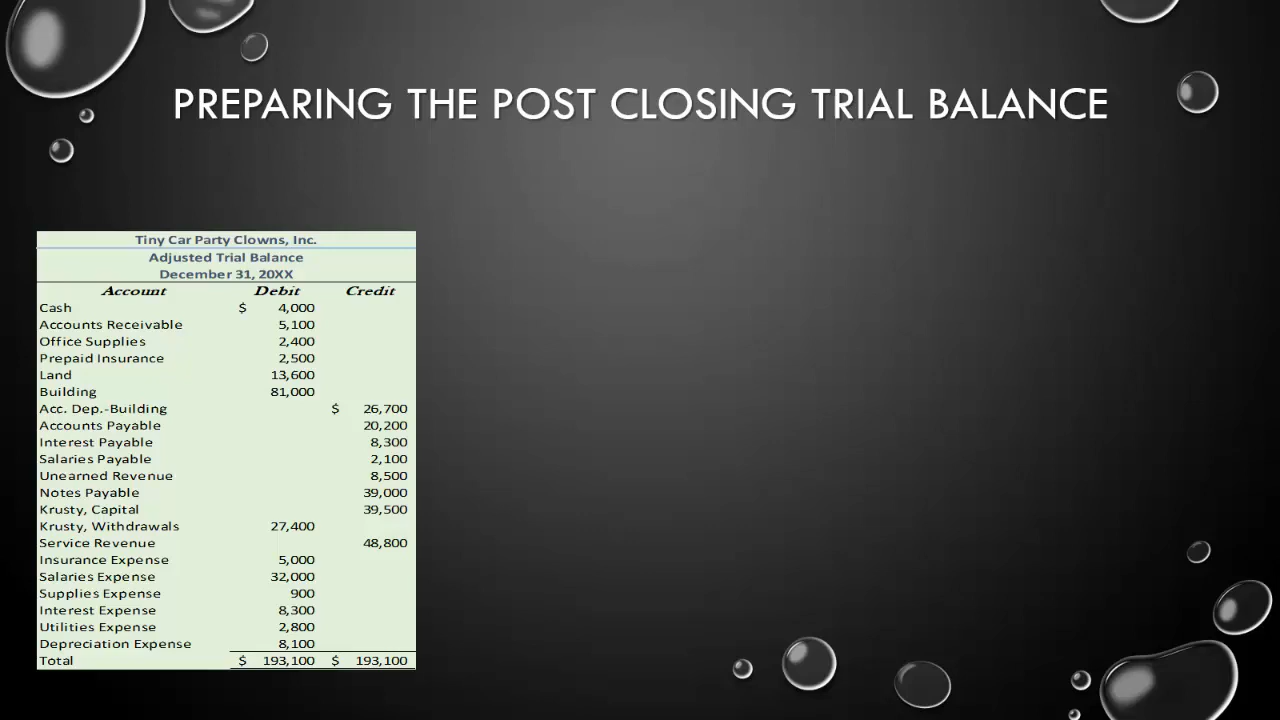 PREPARING THE POST CLOSING TRIAL BALANCE
Tiny Car Party Clowns, Inc.
Adjusted Trial Balance
December 31, 20XX
Account Debit Credit
Cash $ 4,000
Accounts Receivable 5,100
Office Supplies 2,400
Prepaid Insurance 2,500
Land 13,600
Building 81,000
Acc. Dep.-Building $ 26,700
Accounts Payable 20,200
Interest Payable 8,300
Salaries Payable 2,100
Unearned Revenue 8,500
Notes Payable 39,000
Krusty, Capital 39,500
Krusty, Withdrawals 27,400
Service Revenue 48,800
Insurance Expense 5,000
Salaries Expense 32,000
Supplies Expense 900
Interest Expense 8,300
Utilities Expense 2,800
Depreciation Expense 8,100
Total $ 193,100 $ 193,100